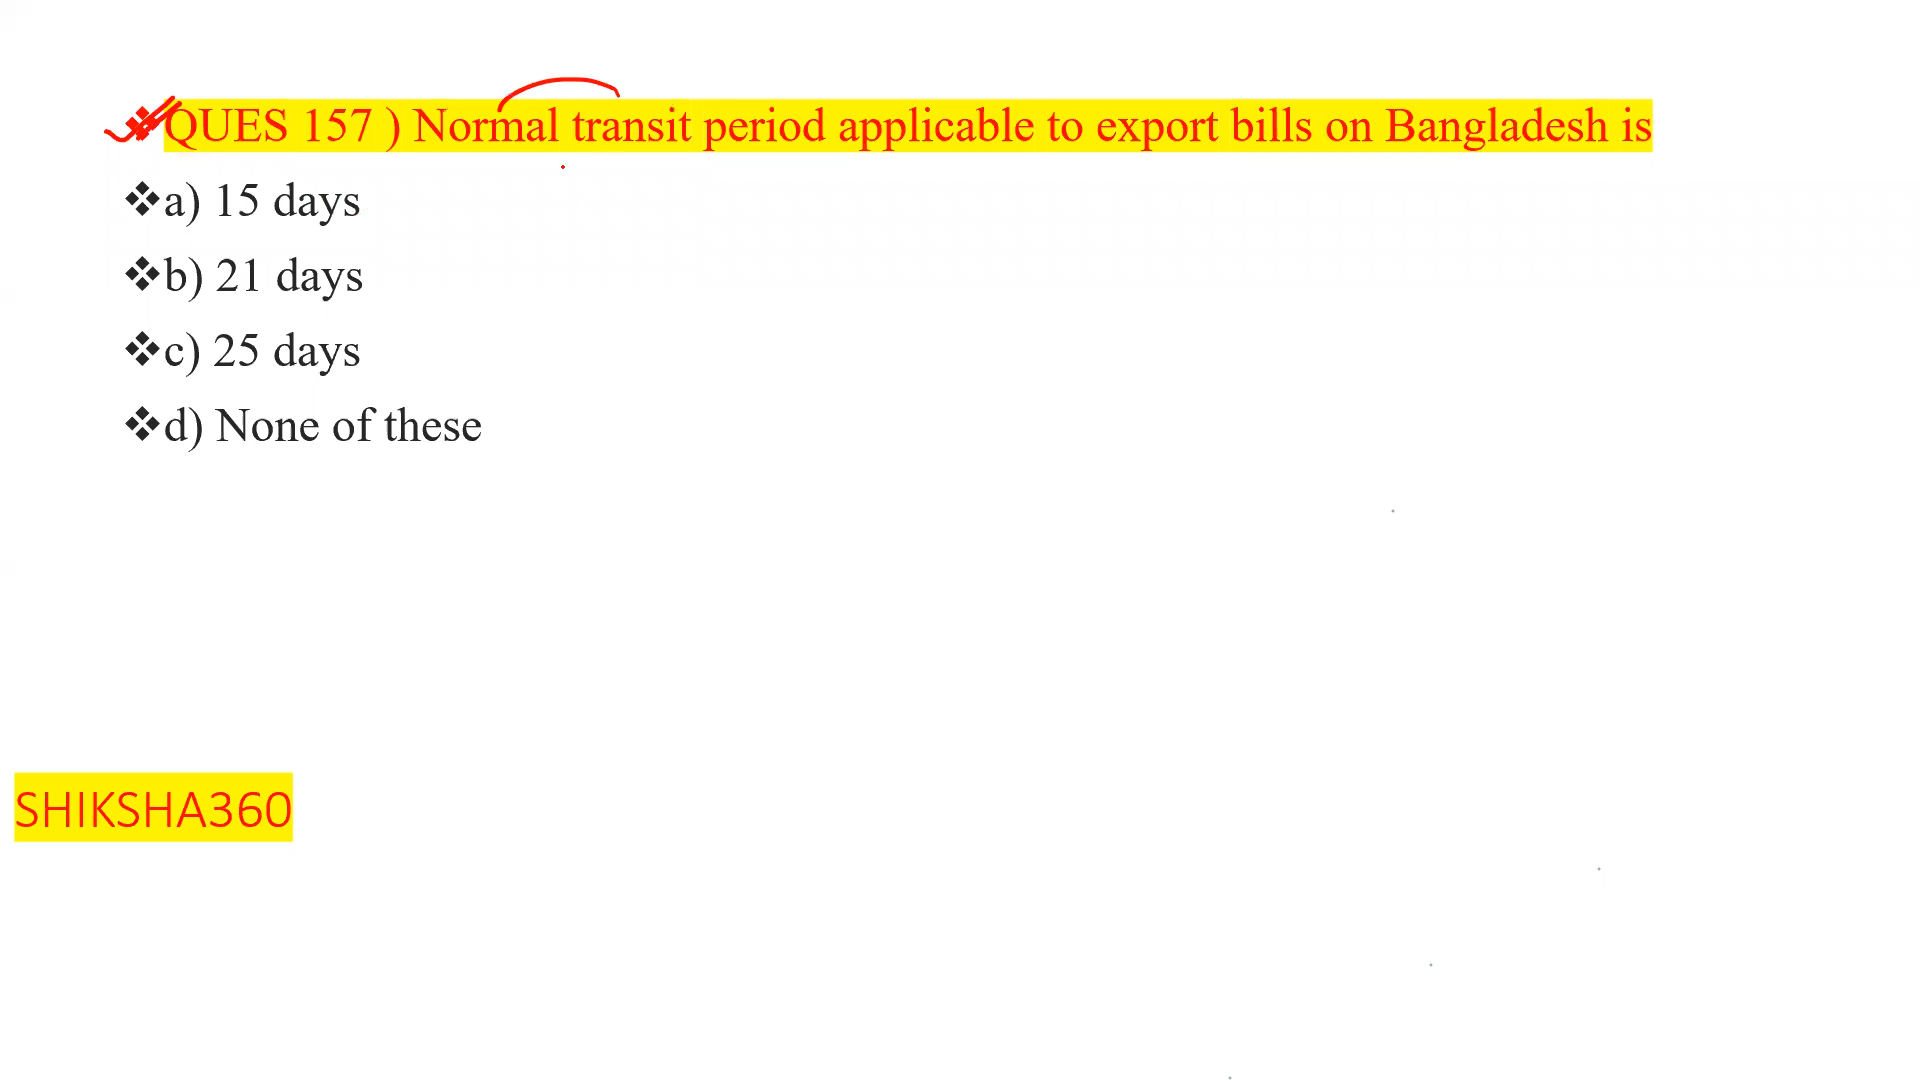 QUES 157 ) Normal transit period applicable to export bills on Bangladesh is
a) 15 days
b) 21 days
c) 25 days
d) None of these
SHIKSHA360